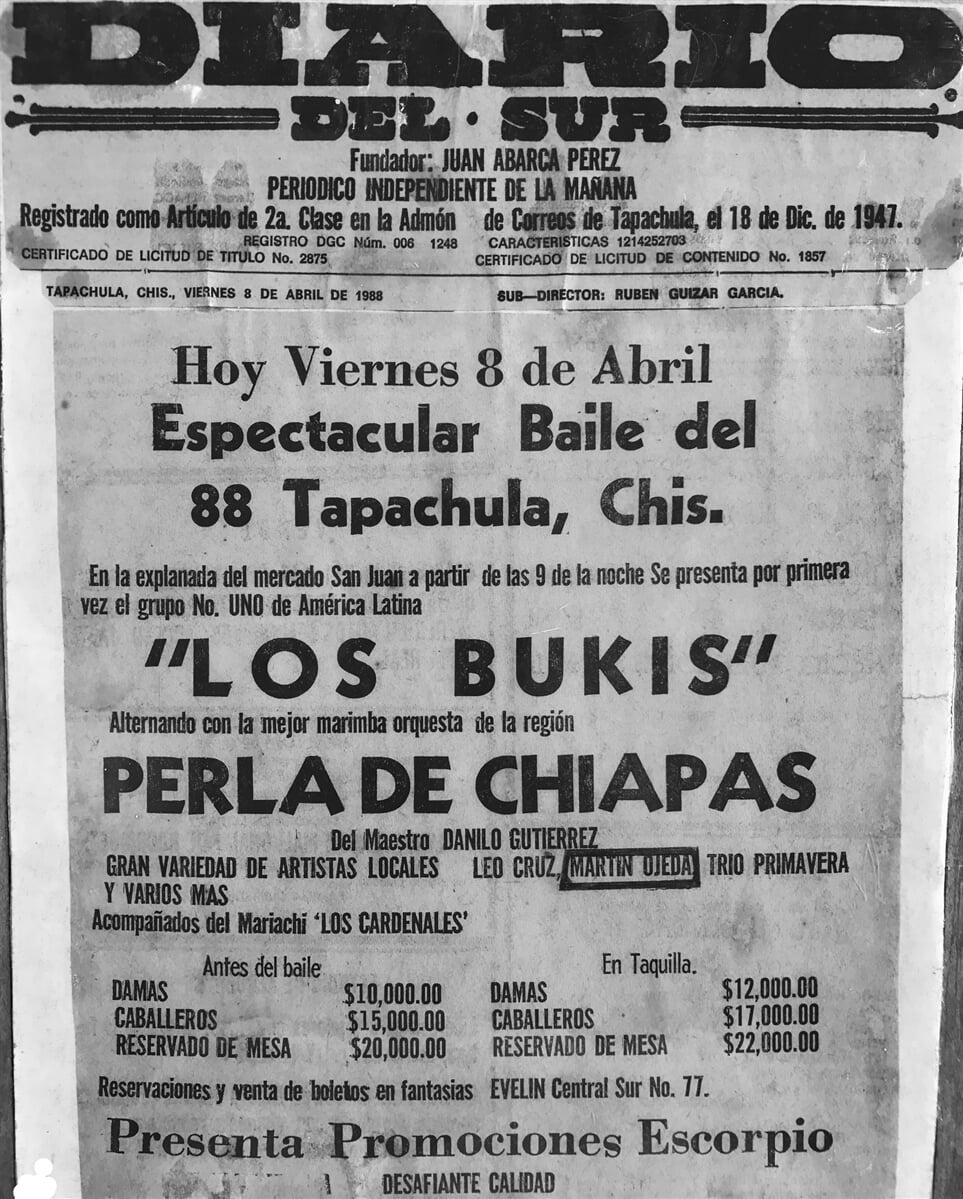 DIARIO
DEL · SUR
Fundador: JUAN ABARCA PEREZ
PERIODICO INDEPENDIENTE DE LA MAÑANA
Registrado como Artículo de 2a. Clase en la Admón de Correos de Tapachula, el 18 de Dic. de 1947.
REGISTRO DGC Núm. 006 1248 CARACTERISTICAS 1214252703
CERTIFICADO DE LICITUD DE TITULO No. 2875 CERTIFICADO DE LICITUD DE CONTENIDO No. 1857
TAPACHULA, CHIS., VIERNES 8 DE ABRIL DE 1988 SUB—DIRECTOR: RUBEN GUIZAR GARCIA.
Hoy Viernes 8 de Abril
Espectacular Baile del
88 Tapachula, Chis.
En la explanada del mercado San Juan a partir de las 9 de la noche Se presenta por primera
vez el grupo No. UNO de América Latina
"LOS BUKIS"
Alternando con la mejor marimba orquesta de la región
PERLA DE CHIAPAS
Del Maestro DANILO GUTIERREZ
GRAN VARIEDAD DE ARTISTAS LOCALES LEO CRUZ, MARTIN OJEDA TRIO PRIMAVERA
Y VARIOS MAS
Acompañados del Mariachi 'LOS CARDENALES'
Antes del baile En Taquilla.
DAMAS $10,000.00 DAMAS $12,000.00
CABALLEROS $15,000.00 CABALLEROS $17,000.00
RESERVADO DE MESA $20,000.00 RESERVADO DE MESA $22,000.00
Reservaciones y venta de boletos en fantasias EVELIN Central Sur No. 77.
Presenta Promociones Escorpio
DESAFIANTE CALIDAD